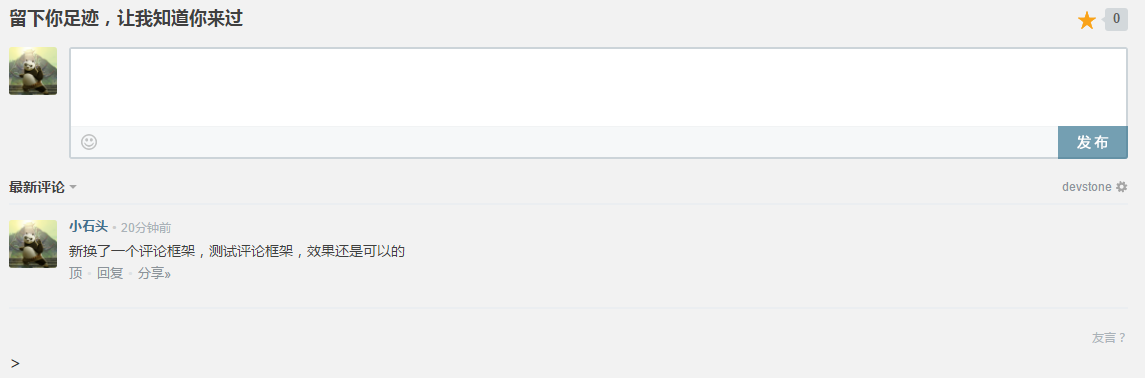 留下你足迹，让我知道你来过
0
发布
最新评论
devstone
小石头 • 20分钟前
新换了一个评论框架，测试评论框架，效果还是可以的
顶 • 回复 • 分享»
友言？
>